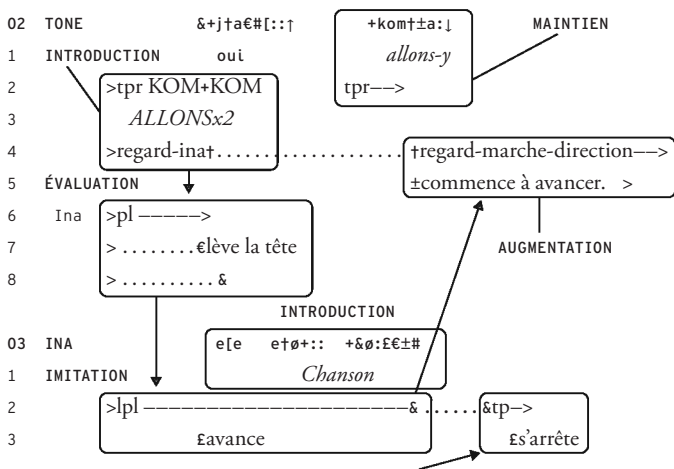 02 TONE &+j†a€#[::↑ +kom†±a:↓ MAINTIEN
1 INTRODUCTION oui allons-y
2 >tpr KOM+KOM tpr––>
3 ALLONSx2
4 >regard-ina†..................... †regard-marche-direction––>
5 ÉVALUATION ±commence à avancer. >
6 Ina >pl –––––>
7 > ........€lève la tête AUGMENTATION
8 > ..........&
INTRODUCTION
03 INA e[e e†ø+:: +&ø:£€±#
1 IMITATION Chanson
2 >lpl –––––––––––––––––––––& ...... &tp–>
3 £avance £s'arrête